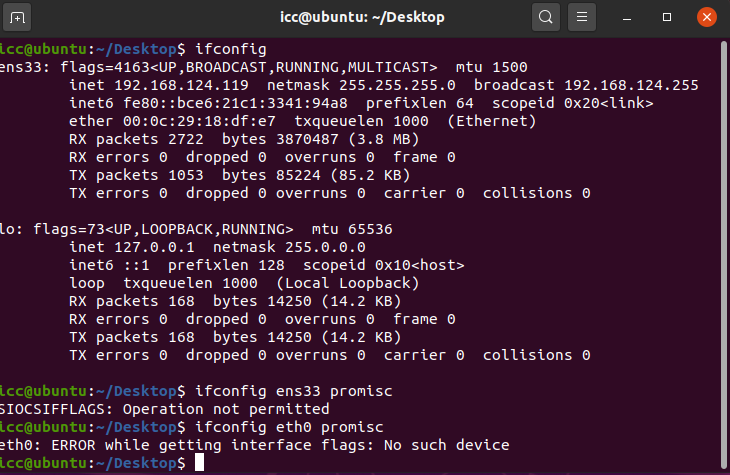 icc@ubuntu: ~/Desktop
icc@ubuntu:~/Desktop$ ifconfig
ens33: flags=4163<UP,BROADCAST,RUNNING,MULTICAST>  mtu 1500
        inet 192.168.124.119  netmask 255.255.255.0  broadcast 192.168.124.255
        inet6 fe80::bce6:21c1:3341:94a8  prefixlen 64  scopeid 0x20<link>
        ether 00:0c:29:18:df:e7  txqueuelen 1000  (Ethernet)
        RX packets 2722  bytes 3870487 (3.8 MB)
        RX errors 0  dropped 0  overruns 0  frame 0
        TX packets 1053  bytes 85224 (85.2 KB)
        TX errors 0  dropped 0 overruns 0  carrier 0  collisions 0
lo: flags=73<UP,LOOPBACK,RUNNING>  mtu 65536
        inet 127.0.0.1  netmask 255.0.0.0
        inet6 ::1  prefixlen 128  scopeid 0x10<host>
        loop  txqueuelen 1000  (Local Loopback)
        RX packets 168  bytes 14250 (14.2 KB)
        RX errors 0  dropped 0  overruns 0  frame 0
        TX packets 168  bytes 14250 (14.2 KB)
        TX errors 0  dropped 0 overruns 0  carrier 0  collisions 0
icc@ubuntu:~/Desktop$ ifconfig ens33 promisc
SIOCSIFFLAGS: Operation not permitted
icc@ubuntu:~/Desktop$ ifconfig eth0 promisc
eth0: ERROR while getting interface flags: No such device
icc@ubuntu:~/Desktop$